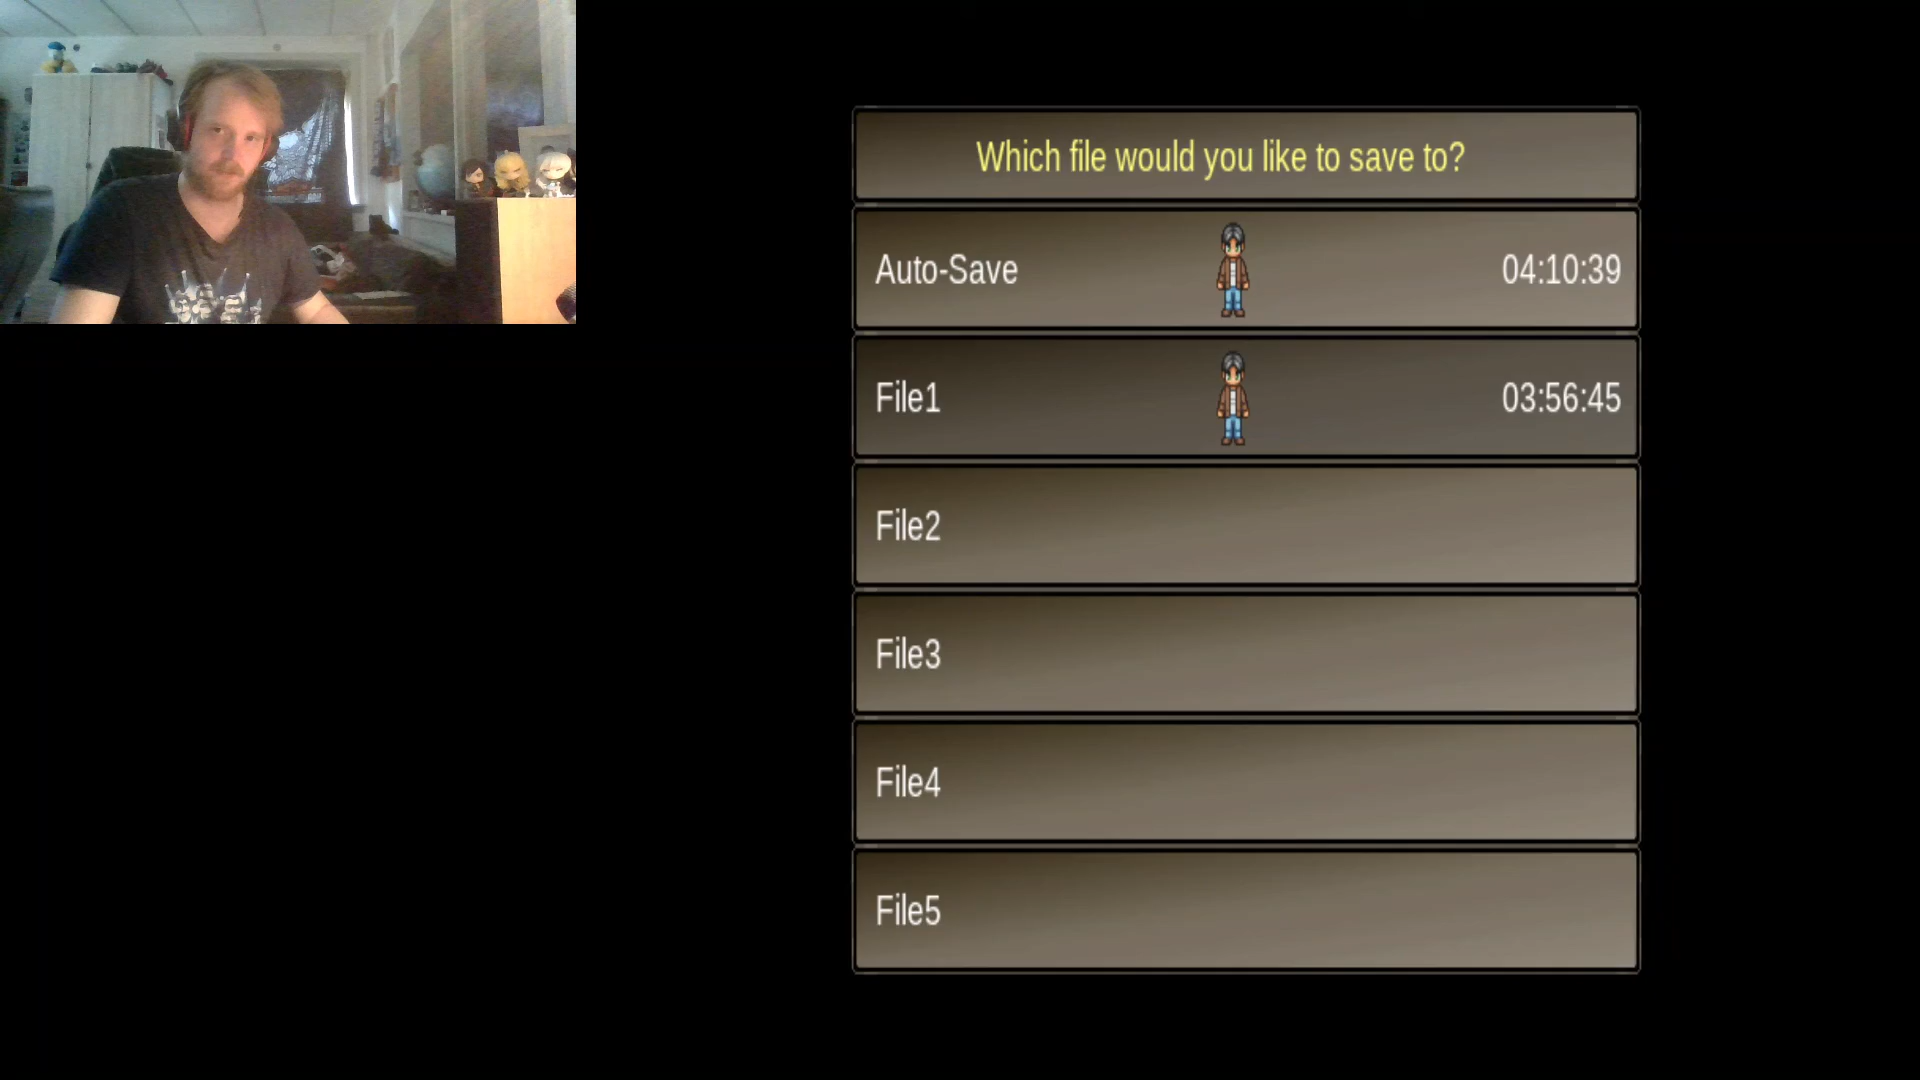 Which file would you like to save to?
Auto-Save 04:10:39
File1 03:56:45
File2
File3
File4
File5